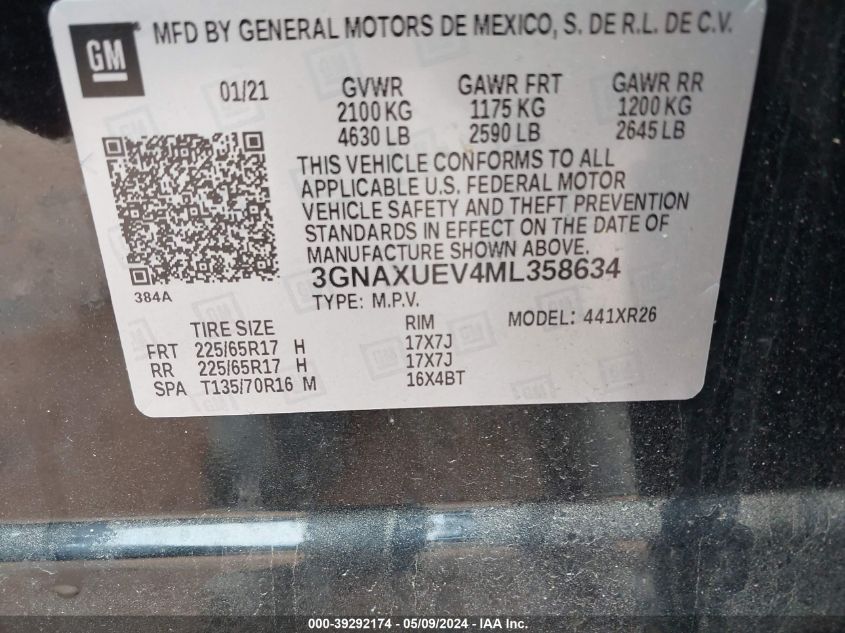 GM
MFD BY GENERAL MOTORS DE MEXICO, S. DE R.L. DE C.V.
01/21 GVWR GAWR FRT GAWR RR
2100 KG 1175 KG 1200 KG
4630 LB 2590 LB 2645 LB
THIS VEHICLE CONFORMS TO ALL
APPLICABLE U.S. FEDERAL MOTOR
VEHICLE SAFETY AND THEFT PREVENTION
STANDARDS IN EFFECT ON THE DATE OF
MANUFACTURE SHOWN ABOVE.
3GNAXUEV4ML358634
384A
TYPE: M.P.V.
TIRE SIZE RIM MODEL: 441XR26
FRT 225/65R17 H 17X7J
RR 225/65R17 H 17X7J
SPA T135/70R16 M 16X4BT
000-39292174 - 05/09/2024 - IAA Inc.